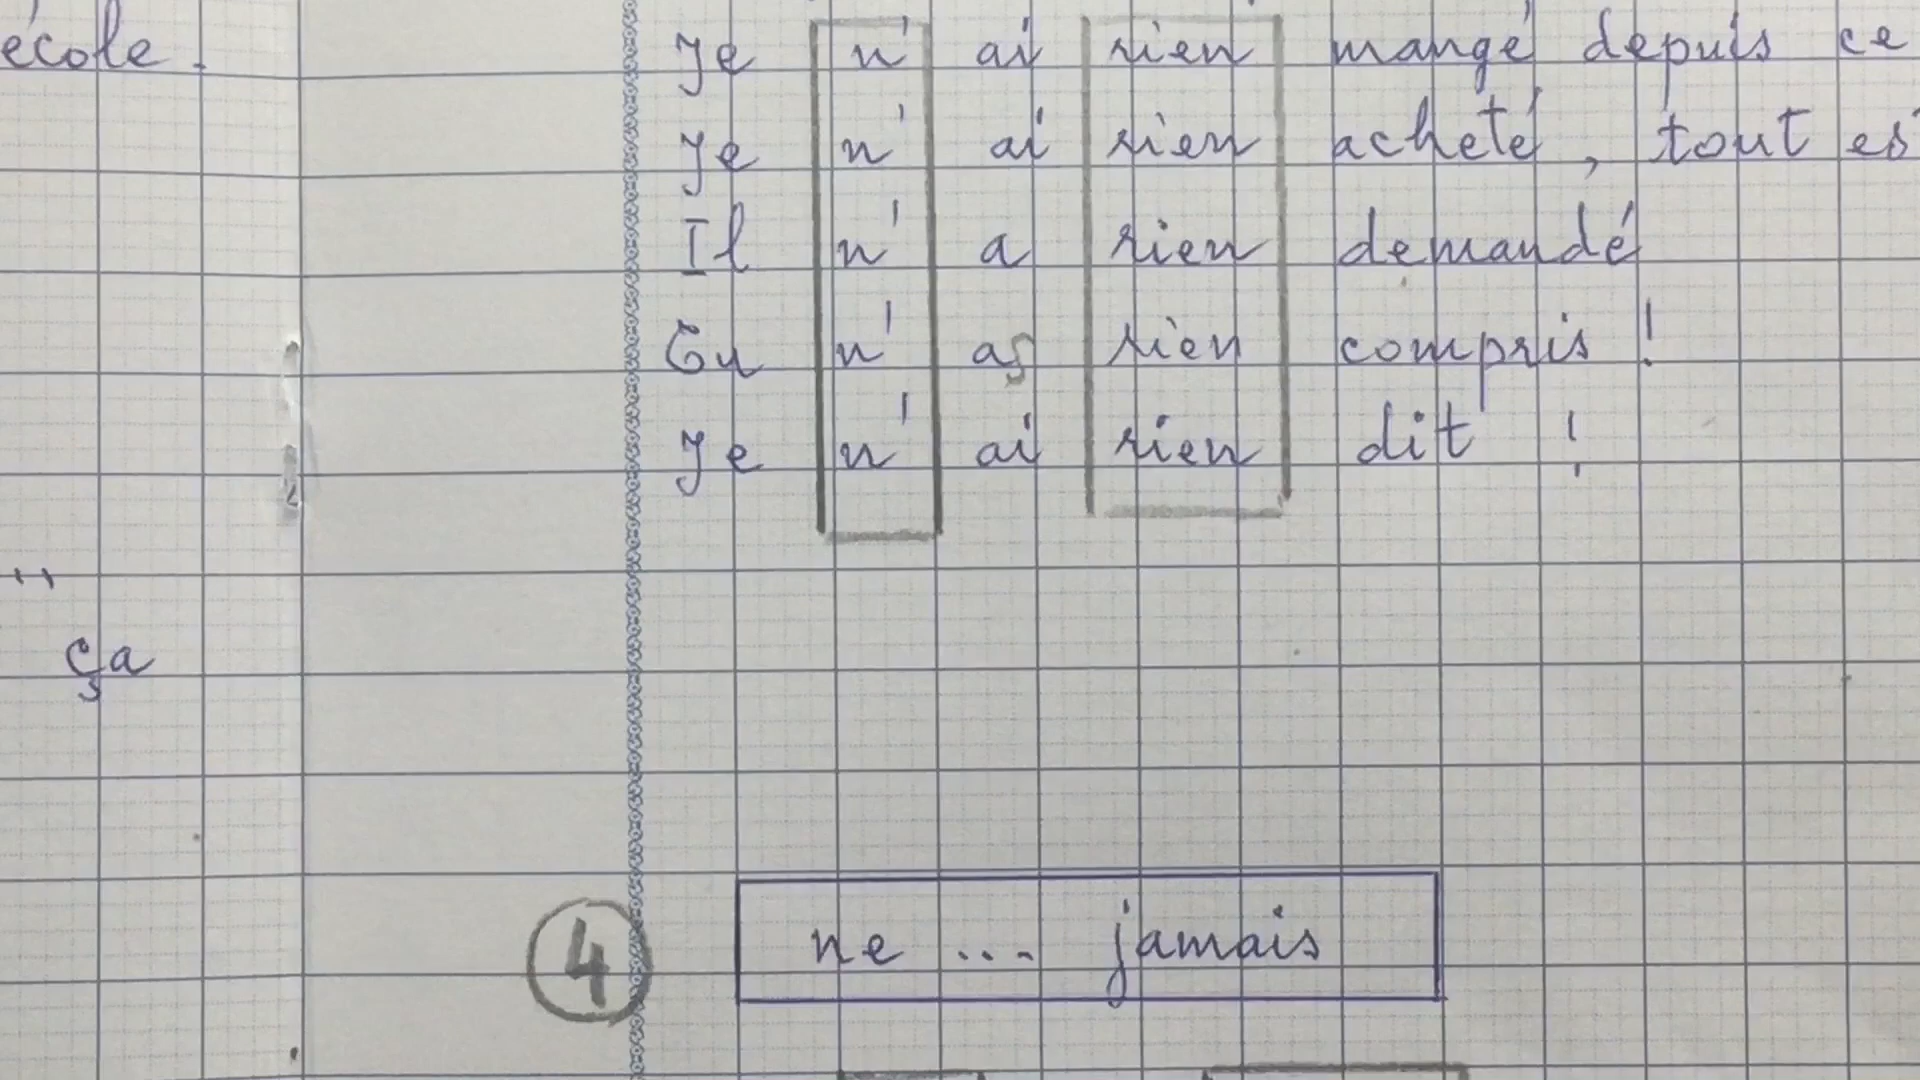 école.
"
ça
Je n' ai rien mangé depuis ce
Je n' ai rien acheté, tout es
Il n' a rien demandé
Tu n' as rien compris !
Je n' ai rien dit !
4
ne ... jamais